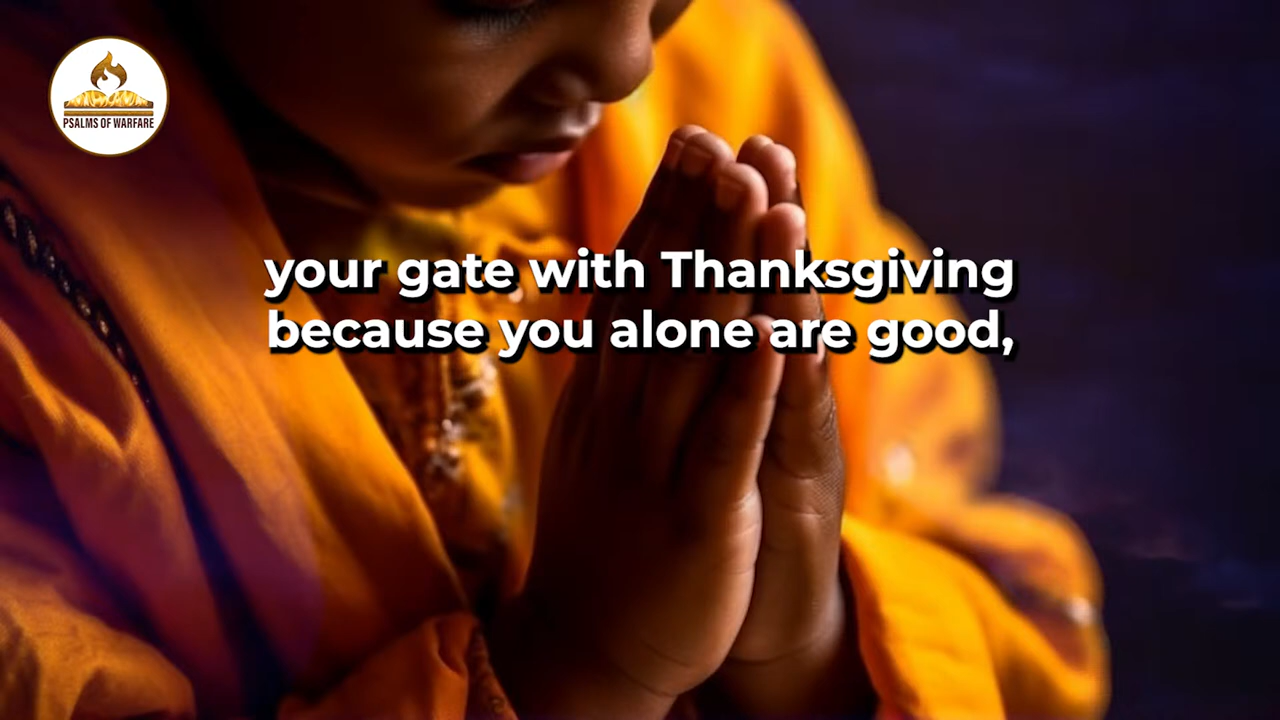 PSALMS OF WARFARE
your gate with Thanksgiving
because you alone are good,